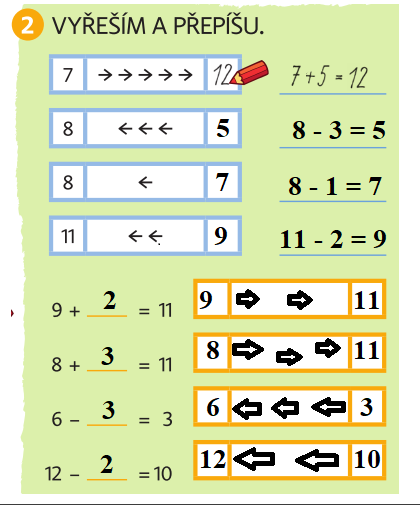 2 VYŘEŠÍM A PŘEPÍŠU.
7 → → → → → 12 7 + 5 = 12
8 ← ← ← 5 8 - 3 = 5
8 ← 7 8 - 1 = 7
11 ← ← 9 11 - 2 = 9
9 + 2 = 11 9 ⇨ ⇨ 11
8 + 3 = 11 8 ⇨ ⇨ ⇨ 11
6 – 3 = 3 6 ⇦ ⇦ ⇦ 3
12 – 2 = 10 12 ⇦ ⇦ 10